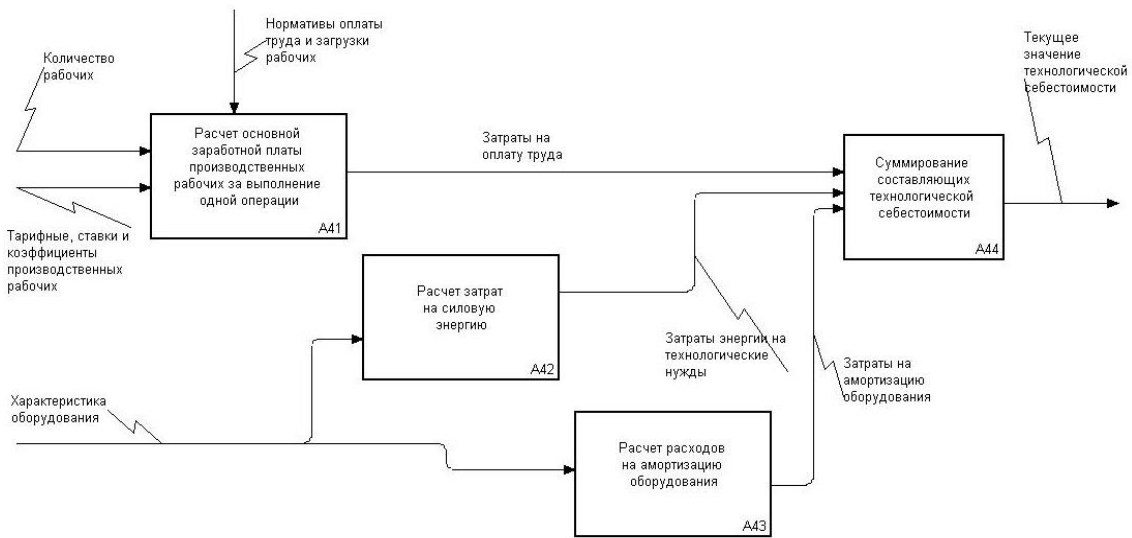 Нормативы оплаты
труда и загрузки
рабочих
Количество
рабочих
Текущее
значение
технологической
себестоимости
Расчет основной
заработной платы
производственных
рабочих за выполнение
одной операции
A41
Затраты на
оплату труда
Суммирование
составляющих
технологической
себестоимости
A44
Тарифные, ставки и
коэффициенты
производственных
рабочих
Расчет затрат
на силовую
энергию
A42
Затраты энергии на
технологические
нужды
Затраты на
амортизацию
оборудования
Характеристика
оборудования
Расчет расходов
на амортизацию
оборудования
A43